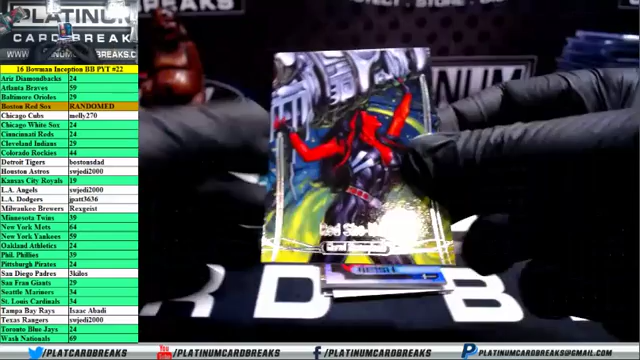 PLATINUM
CARD BREAKS
16 Bowman Inception BB PYT #22
Ariz Diamondbacks 24
Atlanta Braves 59
Baltimore Orioles 29
Boston Red Sox RANDOMED
Chicago Cubs melly270
Chicago White Sox 24
Cincinnati Reds 24
Cleveland Indians 29
Colorado Rockies 44
Detroit Tigers bostonsdad
Houston Astros swjedi2000
Kansas City Royals 19
L.A. Angels swjedi2000
L.A. Dodgers jpatt3636
Milwaukee Brewers Rexgeist
Minnesota Twins 39
New York Mets 64
New York Yankees 59
Oakland Athletics 24
Phil. Phillies 39
Pittsburgh Pirates 24
San Diego Padres 3kilos
San Fran Giants 29
Seattle Mariners 34
St. Louis Cardinals 34
Tampa Bay Rays Isaac Abadi
Texas Rangers swjedi2000
Toronto Blue Jays 24
Wash Nationals 69
D B
/PLATCARDBREAKS
You Tube /PLATINUMCARDBREAKS
/PLATINUMCARDBREAKS
PLATINUMCARDBREAKS@GMAIL.COM